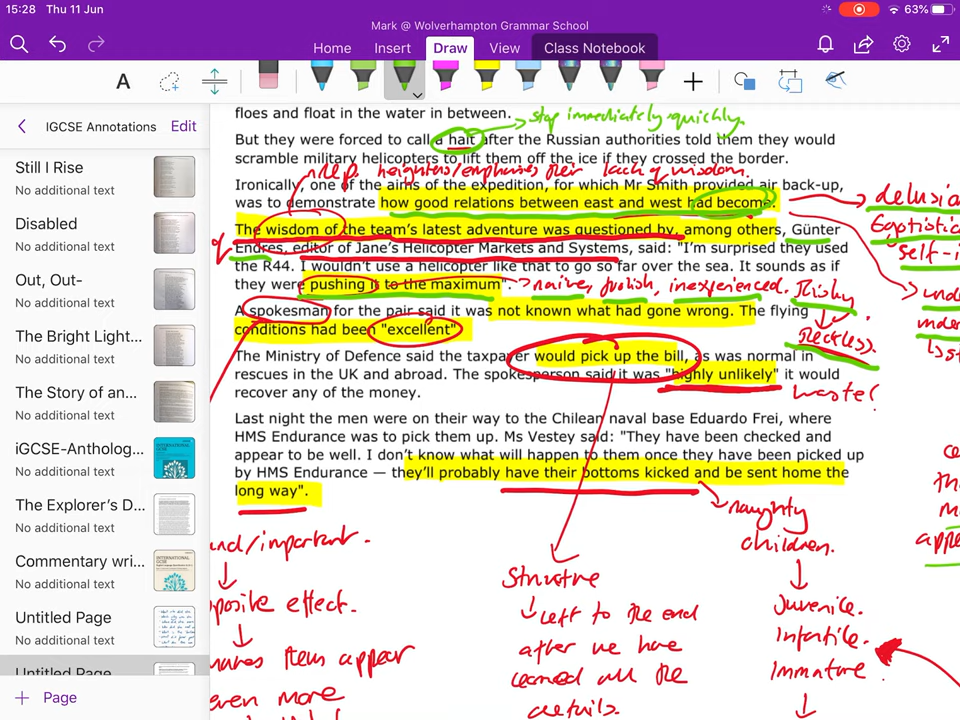 15:28 Thu 11 Jun
63%
Mark @ Wolverhampton Grammar School
Home Insert Draw View Class Notebook
A
IGCSE Annotations Edit
Still I Rise
No additional text
Disabled
No additional text
Out, Out-
No additional text
The Bright Light...
No additional text
The Story of an...
No additional text
iGCSE-Antholog...
No additional text
The Explorer's D...
No additional text
Commentary wri...
No additional text
Untitled Page
No additional text
Untitled Page
Page
floes and float in the water in between.
stop immediately/quickly
But they were forced to call a halt after the Russian authorities told them they would
scramble military helicopters to lift them off the ice if they crossed the border.
rep. heightens/emphasises their lack of wisdom.
Ironically, one of the aims of the expedition, for which Mr Smith provided air back-up,
was to demonstrate how good relations between east and west had become.
The wisdom of the team's latest adventure was questioned by, among others, Günter
Endres, editor of Jane's Helicopter Markets and Systems, said: "I'm surprised they used
the R44. I wouldn't use a helicopter like that to go so far over the sea. It sounds as if
they were pushing it to the maximum".
naive, foolish, inexperienced. Risky
Reckless.
A spokesman for the pair said it was not known what had gone wrong. The flying
conditions had been "excellent"
The Ministry of Defence said the taxpayer would pick up the bill, as was normal in
rescues in the UK and abroad. The spokesperson said it was "highly unlikely" it would
recover any of the money.
waste!
Last night the men were on their way to the Chilean naval base Eduardo Frei, where
HMS Endurance was to pick them up. Ms Vestey said: "They have been checked and
appear to be well. I don't know what will happen to them once they have been picked up
by HMS Endurance — they'll probably have their bottoms kicked and be sent home the
long way".
delusio
Egotistic
self-i
und
app
/important.
posite effect.
makes them appear
even more
Structure
left to the end
after we have
learned all the
details.
naughty
children.
Juvenile.
Infantile.
immature.